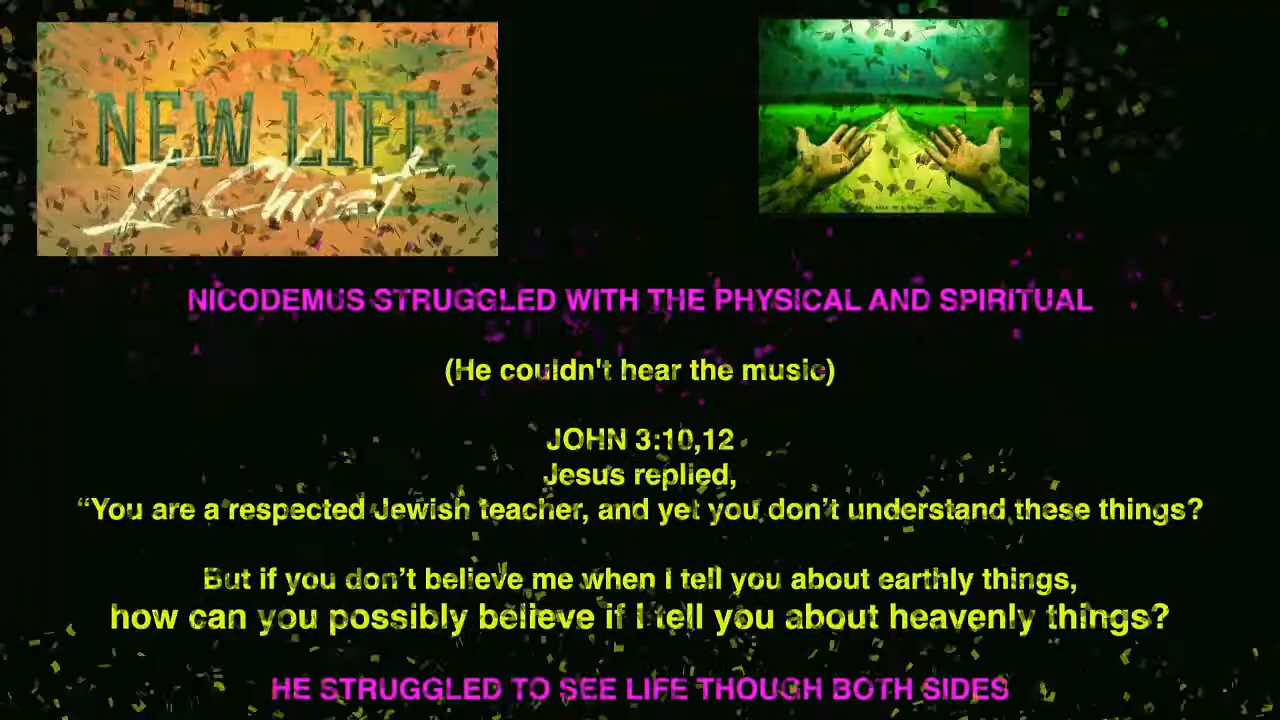 NEW LIFE
In Christ
NICODEMUS STRUGGLED WITH THE PHYSICAL AND SPIRITUAL
(He couldn't hear the music)
JOHN 3:10,12
Jesus replied,
“You are a respected Jewish teacher, and yet you don’t understand these things?
But if you don’t believe me when I tell you about earthly things,
how can you possibly believe if I tell you about heavenly things?
HE STRUGGLED TO SEE LIFE THOUGH BOTH SIDES